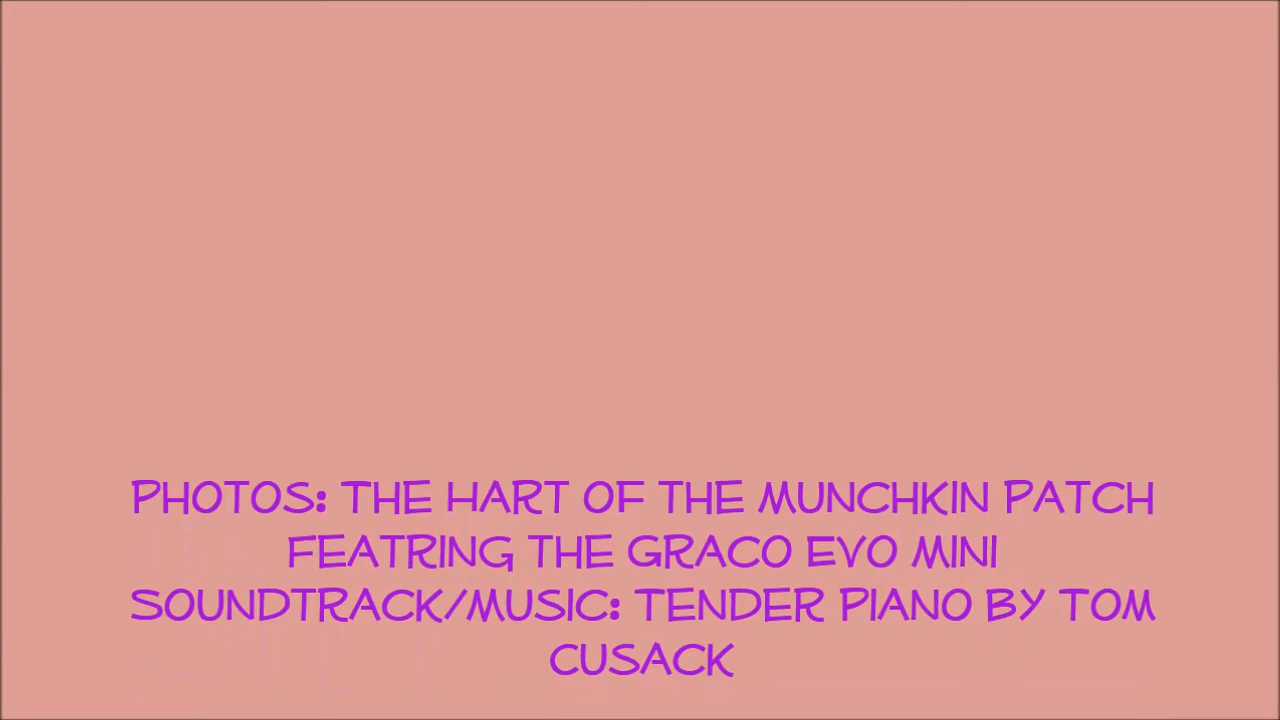 PHOTOS: THE HART OF THE MUNCHKIN PATCH
FEATRING THE GRACO EVO MINI
SOUNDTRACK/MUSIC: TENDER PIANO BY TOM
CUSACK